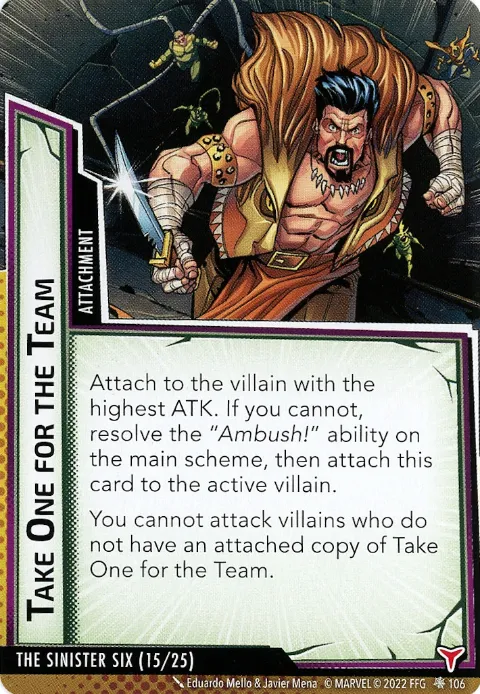 TAKE ONE FOR THE TEAM
ATTACHMENT
Attach to the villain with the
highest ATK. If you cannot,
resolve the “Ambush!” ability on
the main scheme, then attach this
card to the active villain.
You cannot attack villains who do
not have an attached copy of Take
One for the Team.
THE SINISTER SIX (15/25)
Eduardo Mello & Javier Mena © MARVEL © 2022 FFG 106